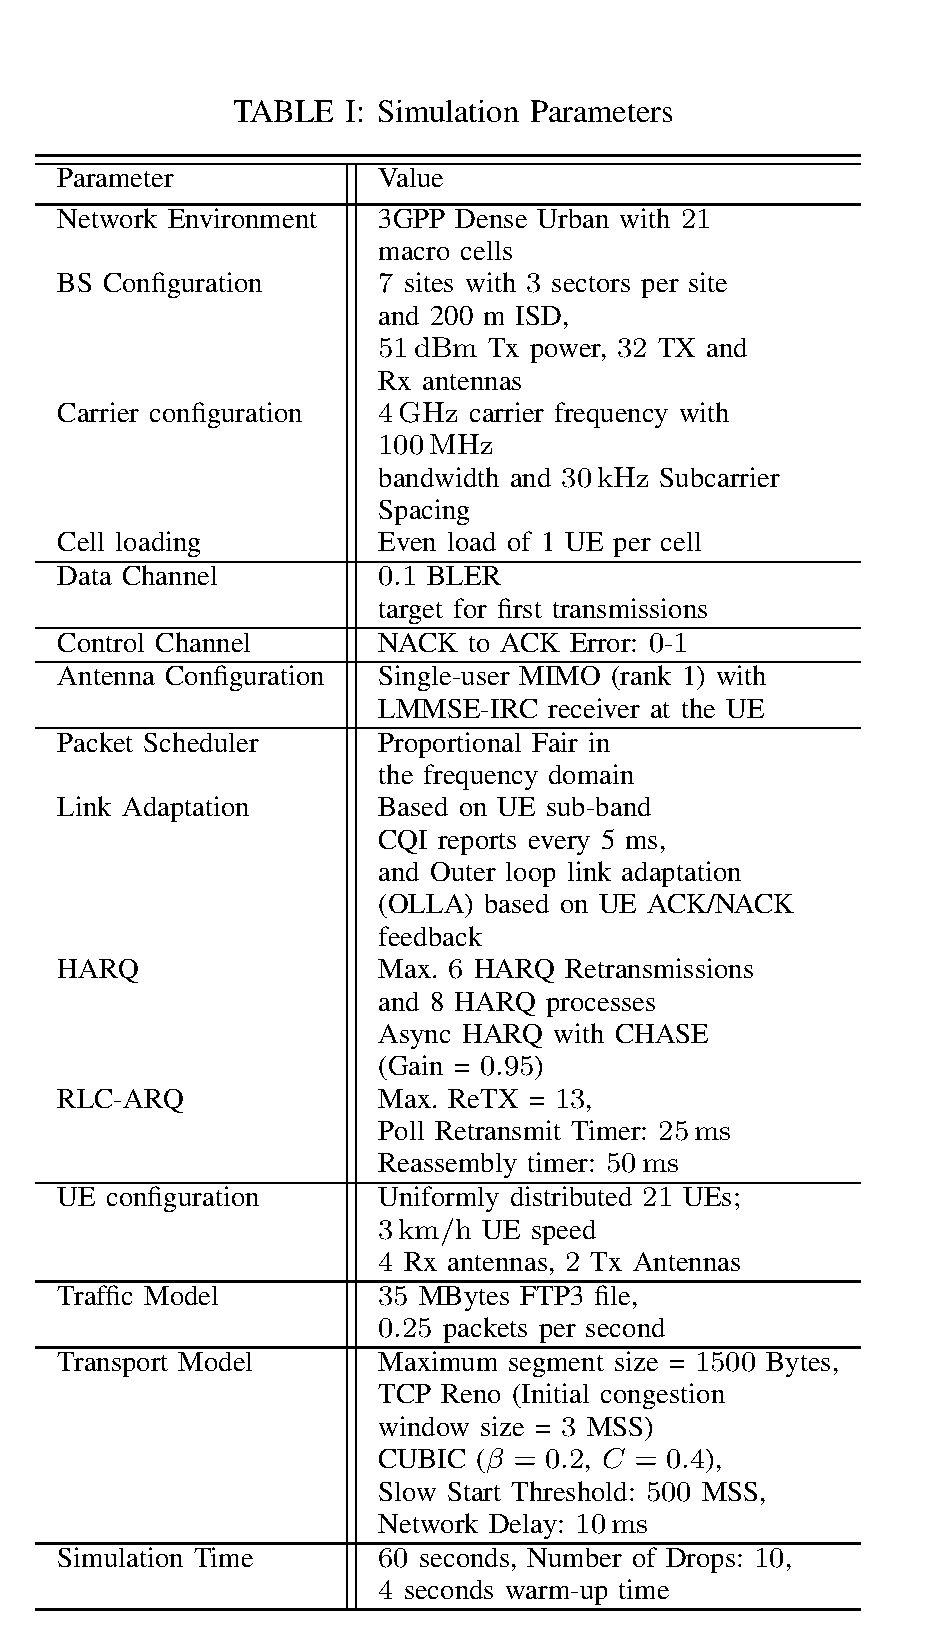 TABLE I: Simulation Parameters
Parameter Value
Network Environment 3GPP Dense Urban with 21
macro cells
BS Configuration 7 sites with 3 sectors per site
and 200 m ISD,
51 dBm Tx power, 32 TX and
Rx antennas
Carrier configuration 4 GHz carrier frequency with
100 MHz
bandwidth and 30 kHz Subcarrier
Spacing
Cell loading Even load of 1 UE per cell
Data Channel 0.1 BLER
target for first transmissions
Control Channel NACK to ACK Error: 0-1
Antenna Configuration Single-user MIMO (rank 1) with
LMMSE-IRC receiver at the UE
Packet Scheduler Proportional Fair in
the frequency domain
Link Adaptation Based on UE sub-band
CQI reports every 5 ms,
and Outer loop link adaptation
(OLLA) based on UE ACK/NACK
feedback
HARQ Max. 6 HARQ Retransmissions
and 8 HARQ processes
Async HARQ with CHASE
(Gain = 0.95)
RLC-ARQ Max. ReTX = 13,
Poll Retransmit Timer: 25 ms
Reassembly timer: 50 ms
UE configuration Uniformly distributed 21 UEs;
3 km/h UE speed
4 Rx antennas, 2 Tx Antennas
Traffic Model 35 MBytes FTP3 file,
0.25 packets per second
Transport Model Maximum segment size = 1500 Bytes,
TCP Reno (Initial congestion
window size = 3 MSS)
CUBIC (β = 0.2, C = 0.4),
Slow Start Threshold: 500 MSS,
Network Delay: 10 ms
Simulation Time 60 seconds, Number of Drops: 10,
4 seconds warm-up time